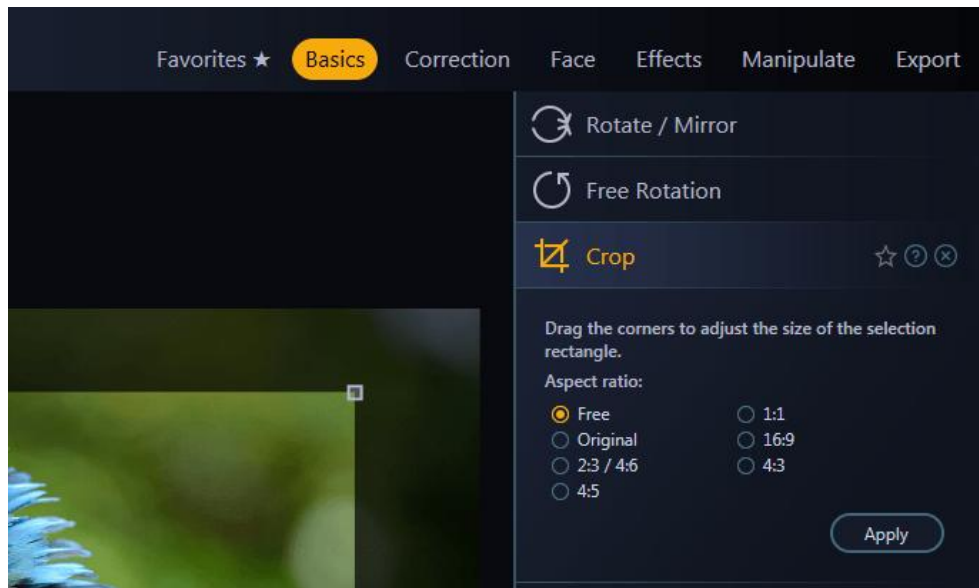 Favorites ★ Basics Correction Face Effects Manipulate Export
Rotate / Mirror
Free Rotation
Crop
Drag the corners to adjust the size of the selection
rectangle.
Aspect ratio:
Free 1:1
Original 16:9
2:3 / 4:6 4:3
4:5
Apply